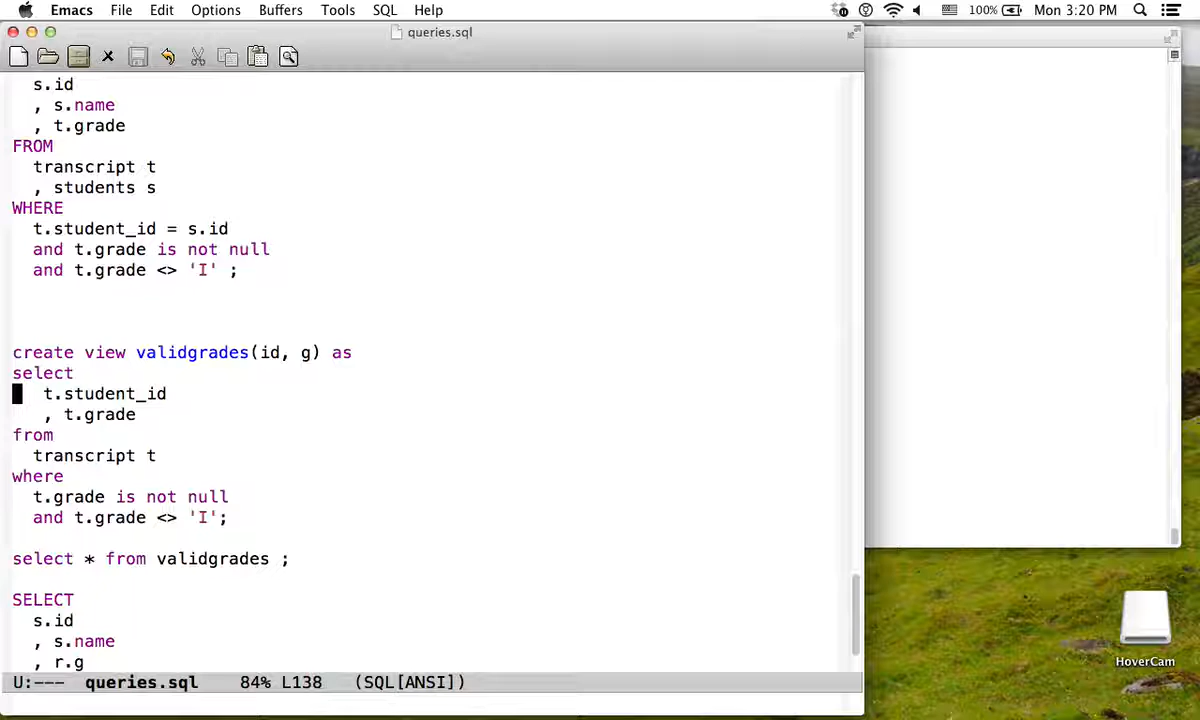 Emacs File Edit Options Buffers Tools SQL Help 100% Mon 3:20 PM
queries.sql
s.id
, s.name
, t.grade
FROM
transcript t
, students s
WHERE
t.student_id = s.id
and t.grade is not null
and t.grade <> 'I' ;
create view validgrades(id, g) as
select
t.student_id
, t.grade
from
transcript t
where
t.grade is not null
and t.grade <> 'I';
select * from validgrades ;
SELECT
s.id
, s.name
, r.g
U:--- queries.sql 84% L138 (SQL[ANSI])
HoverCam